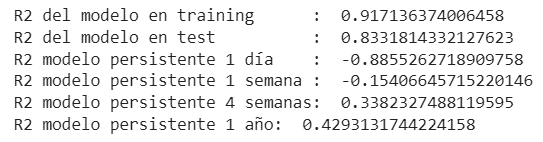 R2 del modelo en training : 0.917136374006458
R2 del modelo en test : 0.8331814332127623
R2 modelo persistente 1 día : -0.8855262718909758
R2 modelo persistente 1 semana : -0.15406645715220146
R2 modelo persistente 4 semanas: 0.3382327488119595
R2 modelo persistente 1 año: 0.4293131744224158